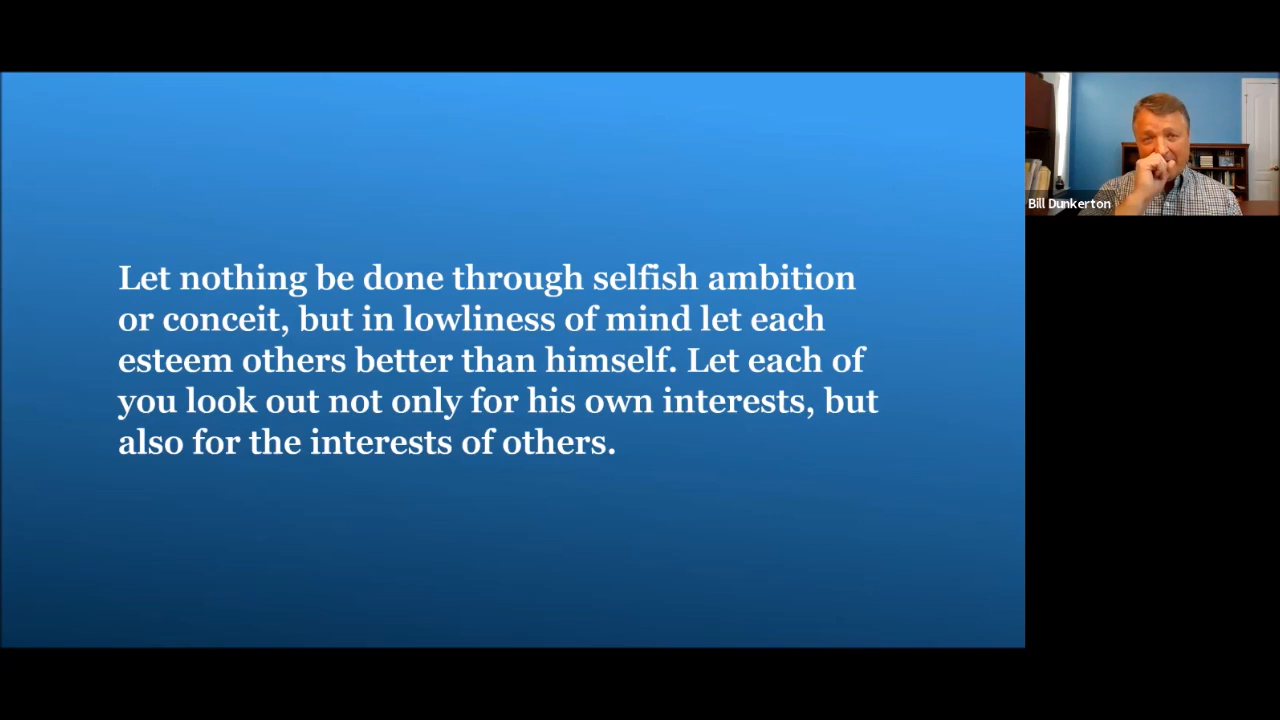 Let nothing be done through selfish ambition
or conceit, but in lowliness of mind let each
esteem others better than himself. Let each of
you look out not only for his own interests, but
also for the interests of others.
Bill Dunkerton